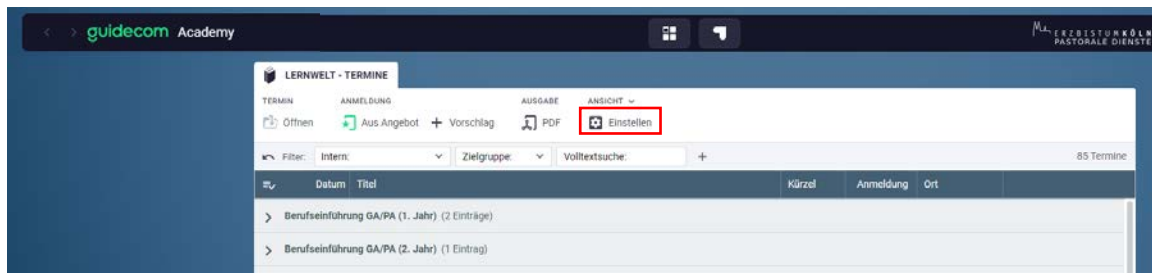 guidecom Academy
ERZBISTUM KÖLN
PASTORALE DIENSTE
LERNWELT - TERMINE
TERMIN ANMELDUNG AUSGABE ANSICHT
Öffnen Aus Angebot Vorschlag PDF Einstellen
Filter: Intern: Zielgruppe: Volltextsuche: 85 Termine
Datum Titel Kürzel Anmeldung Ort
Berufseinführung GA/PA (1. Jahr) (2 Einträge)
Berufseinführung GA/PA (2. Jahr) (1 Eintrag)